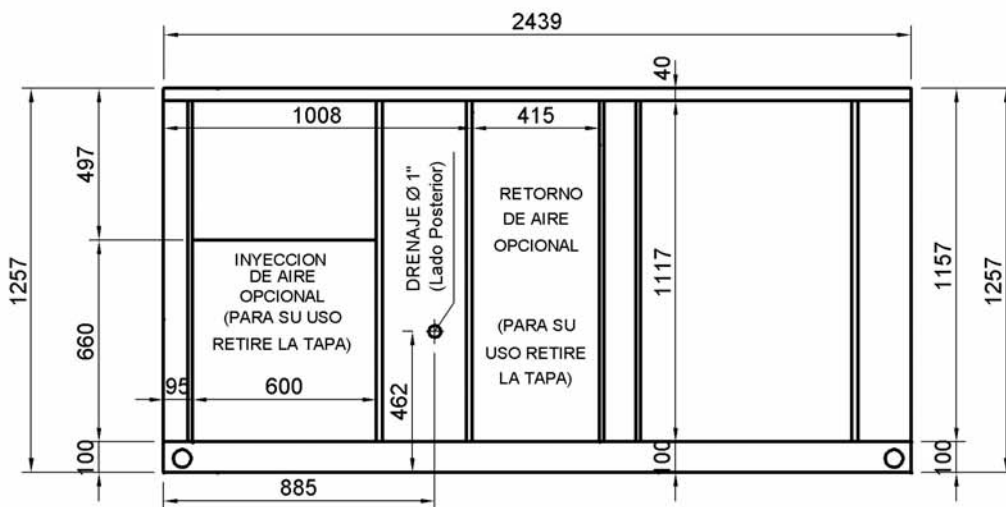 2439
40
1008
415
497
DRENAJE Ø 1"
(Lado Posterior)
RETORNO
DE AIRE
OPCIONAL
INYECCION
DE AIRE
OPCIONAL
(PARA SU USO
RETIRE LA TAPA)
(PARA SU
USO RETIRE
LA TAPA)
1257
660
1117
1157
1257
95
600
462
100
100
100
885